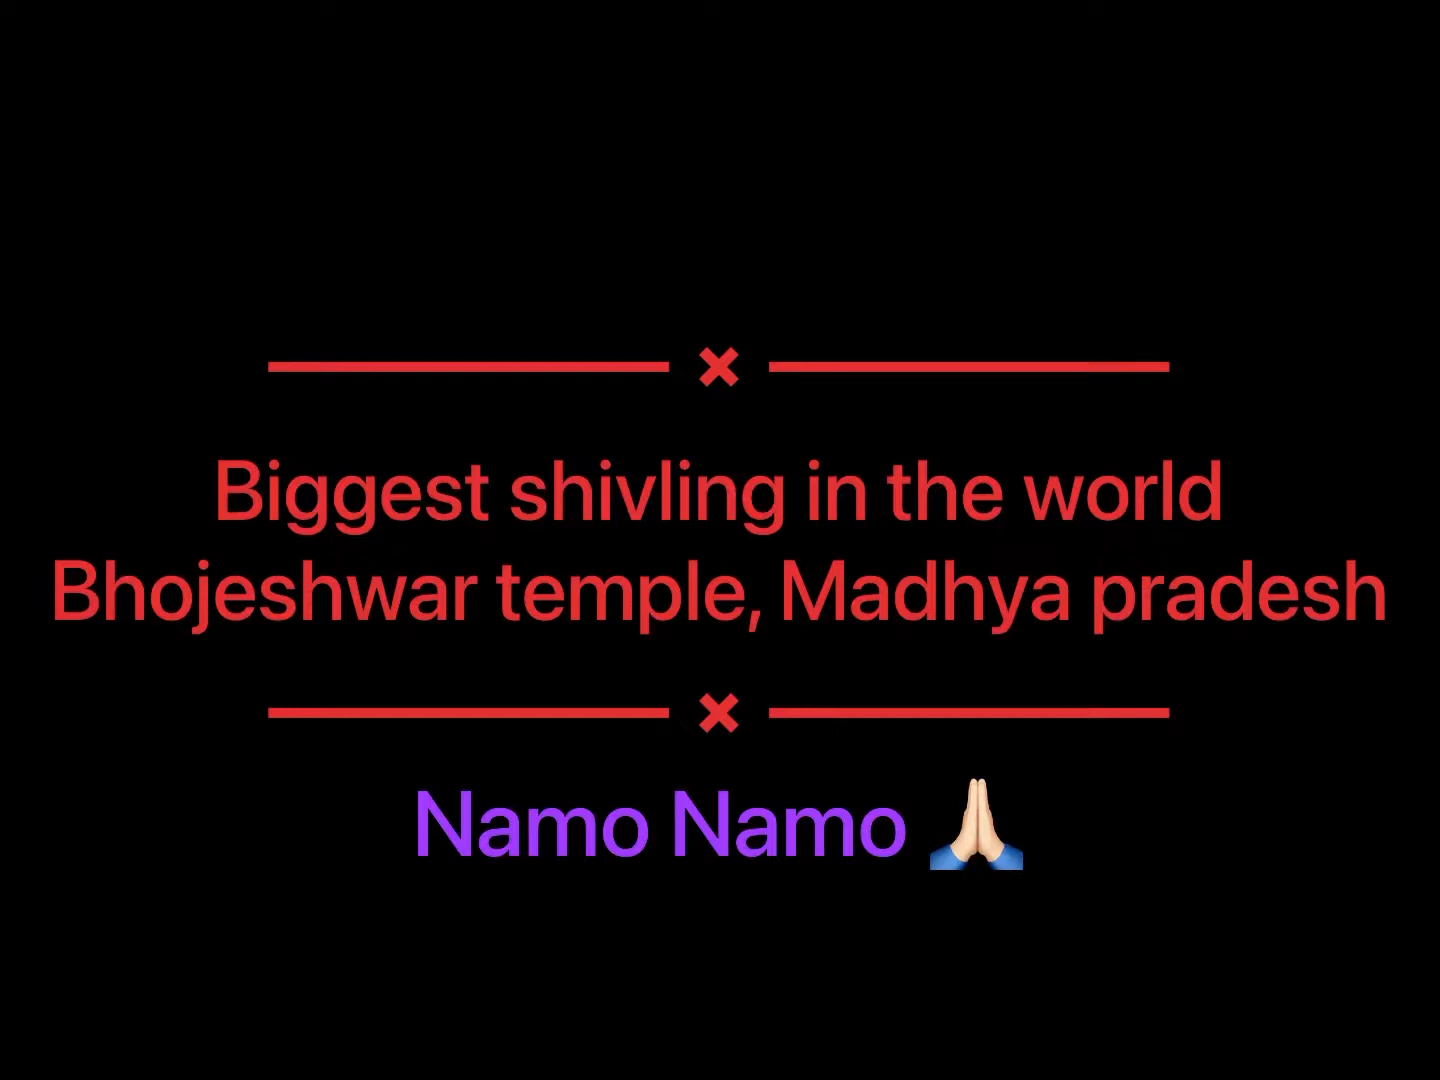 Biggest shivling in the world
Bhojeshwar temple, Madhya pradesh
Namo Namo 🙏🏻